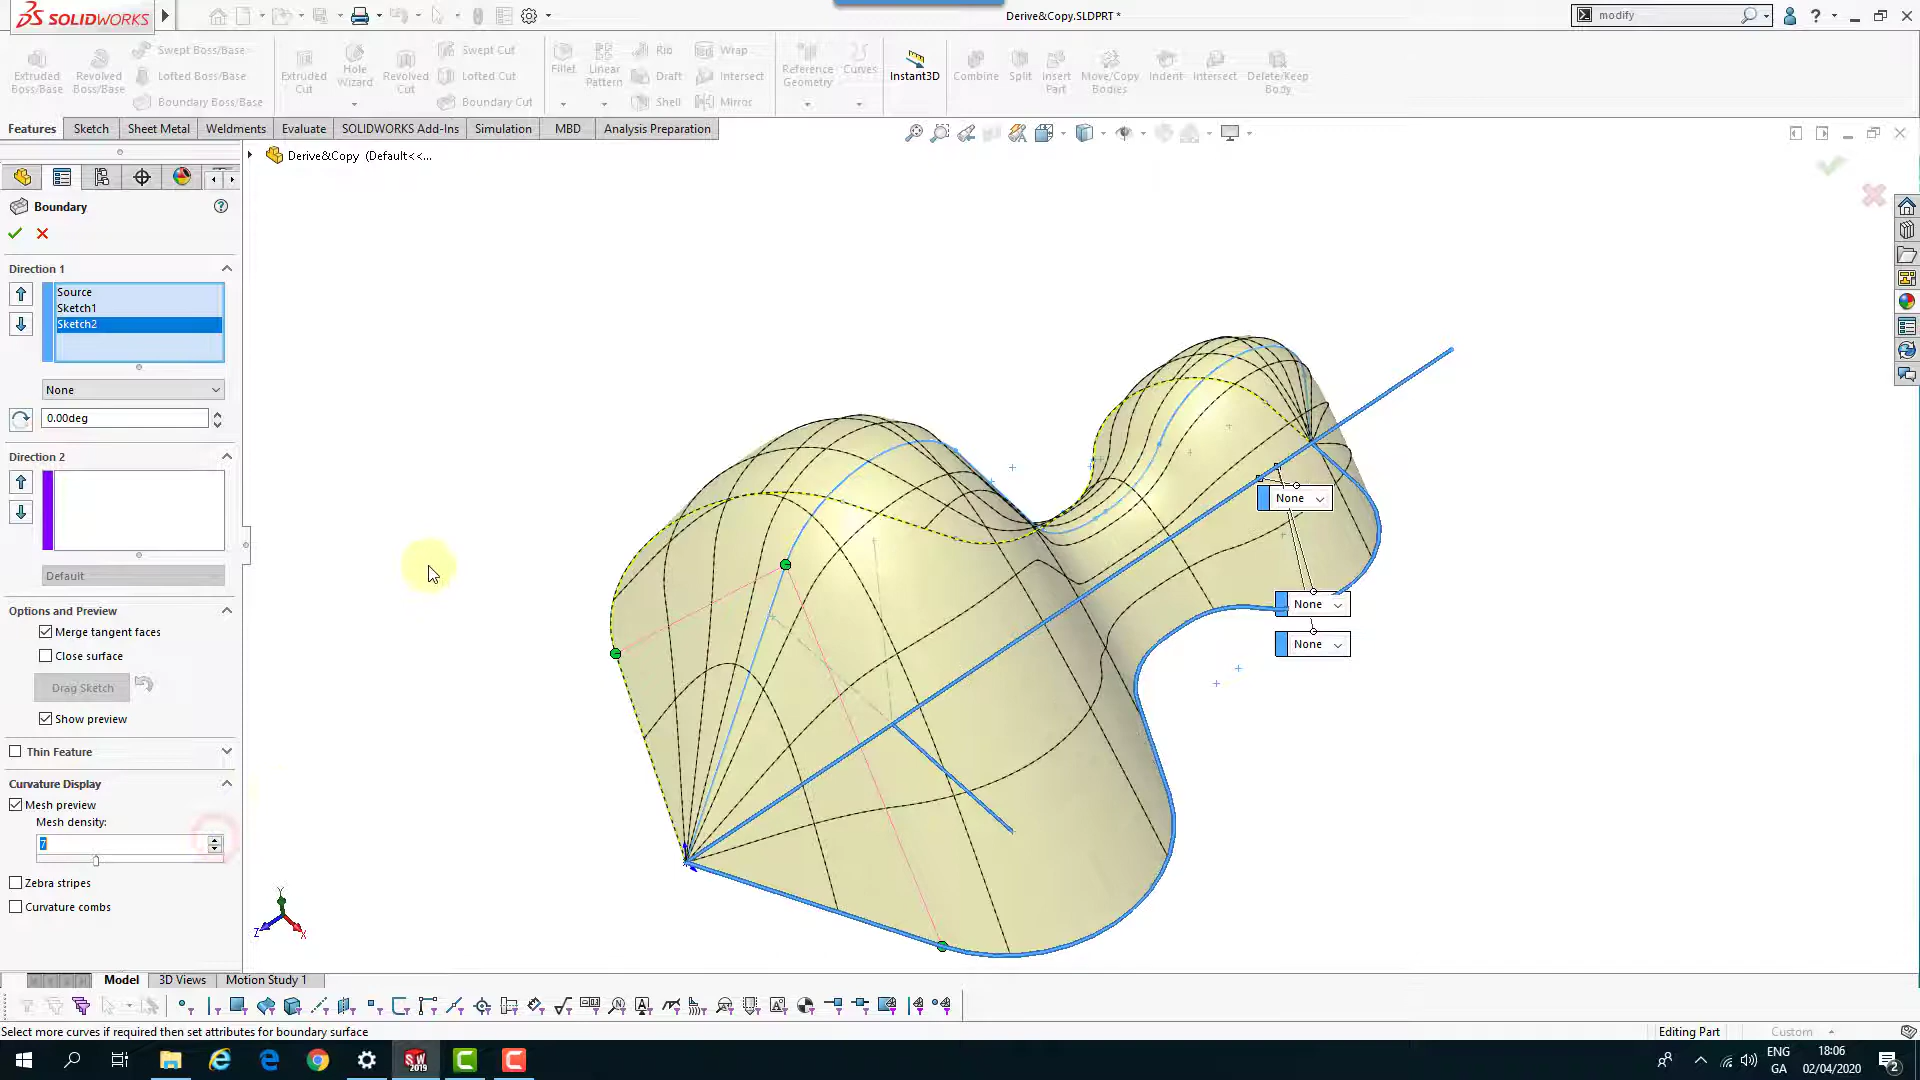 SOLIDWORKS
Derive&Copy.SLDPRT *
modify
Extruded Boss/Base
Revolved Boss/Base
Swept Boss/Base
Lofted Boss/Base
Boundary Boss/Base
Extruded Cut
Hole Wizard
Revolved Cut
Swept Cut
Lofted Cut
Boundary Cut
Fillet
Linear Pattern
Rib
Draft
Shell
Wrap
Intersect
Mirror
Reference Geometry
Curves
Instant3D
Combine
Split
Insert Part
Move/Copy Bodies
Indent
Intersect
Delete/Keep Body
Features
Sketch
Sheet Metal
Weldments
Evaluate
SOLIDWORKS Add-Ins
Simulation
MBD
Analysis Preparation
Derive&Copy (Default<<...
Boundary
Direction 1
Source
Sketch1
Sketch2
None
0.00deg
Direction 2
Default
Options and Preview
Merge tangent faces
Close surface
Drag Sketch
Show preview
Thin Feature
Curvature Display
Mesh preview
Mesh density:
7
Zebra stripes
Curvature combs
None
None
None
Y
Z
X
Model
3D Views
Motion Study 1
Select more curves if required then set attributes for boundary surface
Editing Part
Custom
SW
2019
ENG
GA
18:06
02/04/2020
2